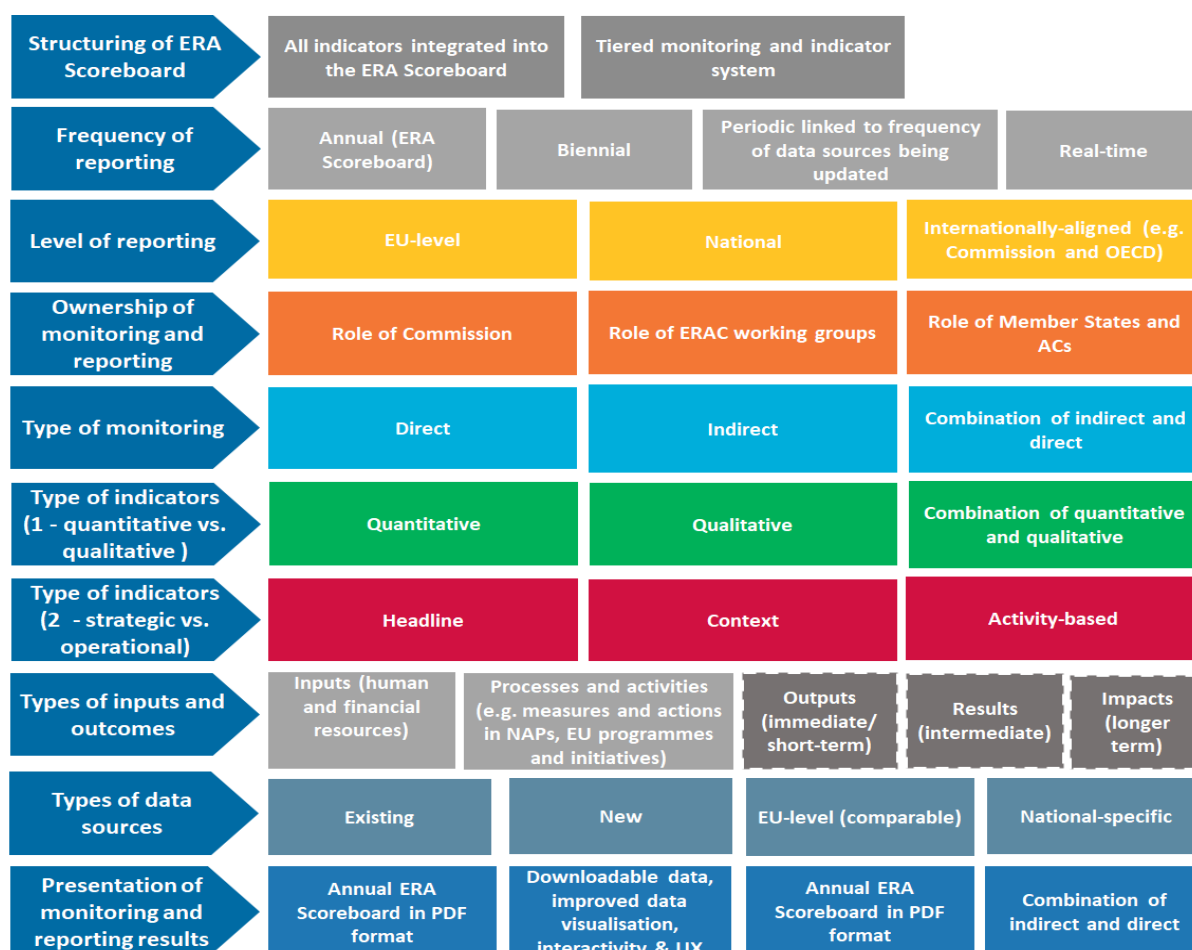 Structuring of ERA
Scoreboard
All indicators integrated into
the ERA Scoreboard
Tiered monitoring and indicator
system
Frequency of
reporting
Annual (ERA
Scoreboard)
Biennial
Periodic linked to frequency
of data sources being
updated
Real-time
Level of reporting
EU-level
National
Internationally-aligned (e.g.
Commission and OECD)
Ownership of
monitoring and
reporting
Role of Commission
Role of ERAC working groups
Role of Member States and
ACs
Type of monitoring
Direct
Indirect
Combination of indirect and
direct
Type of indicators
(1 - quantitative vs.
qualitative )
Quantitative
Qualitative
Combination of quantitative
and qualitative
Type of indicators
(2 - strategic vs.
operational)
Headline
Context
Activity-based
Types of inputs and
outcomes
Inputs (human
and financial
resources)
Processes and activities
(e.g. measures and actions
in NAPs, EU programmes
and initiatives)
Outputs
(immediate/
short-term)
Results
(intermediate)
Impacts
(longer
term)
Types of data
sources
Existing
New
EU-level (comparable)
National-specific
Presentation of
monitoring and
reporting results
Annual ERA
Scoreboard in PDF
format
Downloadable data,
improved data
visualisation,
interactivity & UX
Annual ERA
Scoreboard in PDF
format
Combination of
indirect and direct